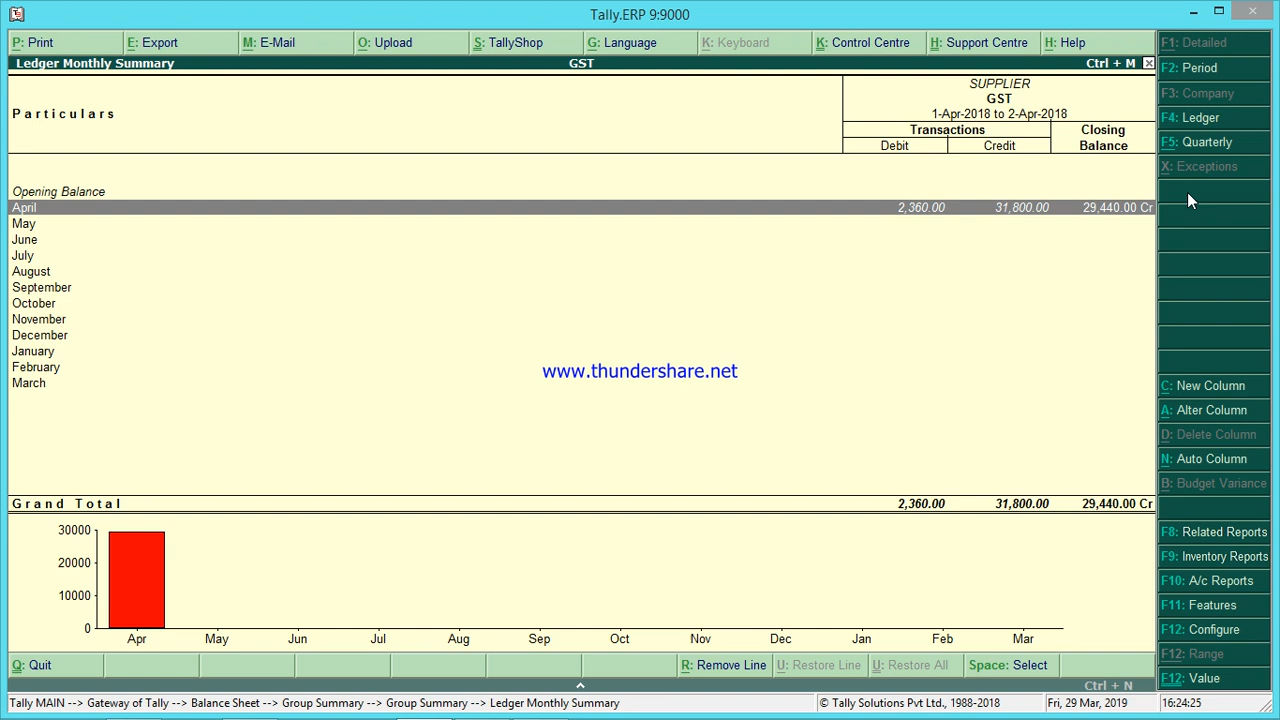 Tally.ERP 9:9000
P: Print E: Export M: E-Mail O: Upload S: TallyShop G: Language K: Keyboard K: Control Centre H: Support Centre H: Help
Ledger Monthly Summary GST Ctrl + M
Particulars
SUPPLIER
GST
1-Apr-2018 to 2-Apr-2018
Transactions Closing
Debit Credit Balance
Opening Balance
April 2,360.00 31,800.00 29,440.00 Cr
May
June
July
August
September
October
November
December
January
February
March
www.thundershare.net
Grand Total 2,360.00 31,800.00 29,440.00 Cr
30000
20000
10000
0
Apr May Jun Jul Aug Sep Oct Nov Dec Jan Feb Mar
Q: Quit R: Remove Line U: Restore Line U: Restore All Space: Select
Ctrl + N
F1: Detailed
F2: Period
F3: Company
F4: Ledger
F5: Quarterly
X: Exceptions
C: New Column
A: Alter Column
D: Delete Column
N: Auto Column
B: Budget Variance
F8: Related Reports
F9: Inventory Reports
F10: A/c Reports
F11: Features
F12: Configure
F12: Range
F12: Value
Tally MAIN --> Gateway of Tally --> Balance Sheet --> Group Summary --> Group Summary --> Ledger Monthly Summary © Tally Solutions Pvt Ltd., 1988-2018 Fri, 29 Mar, 2019 16:24:25